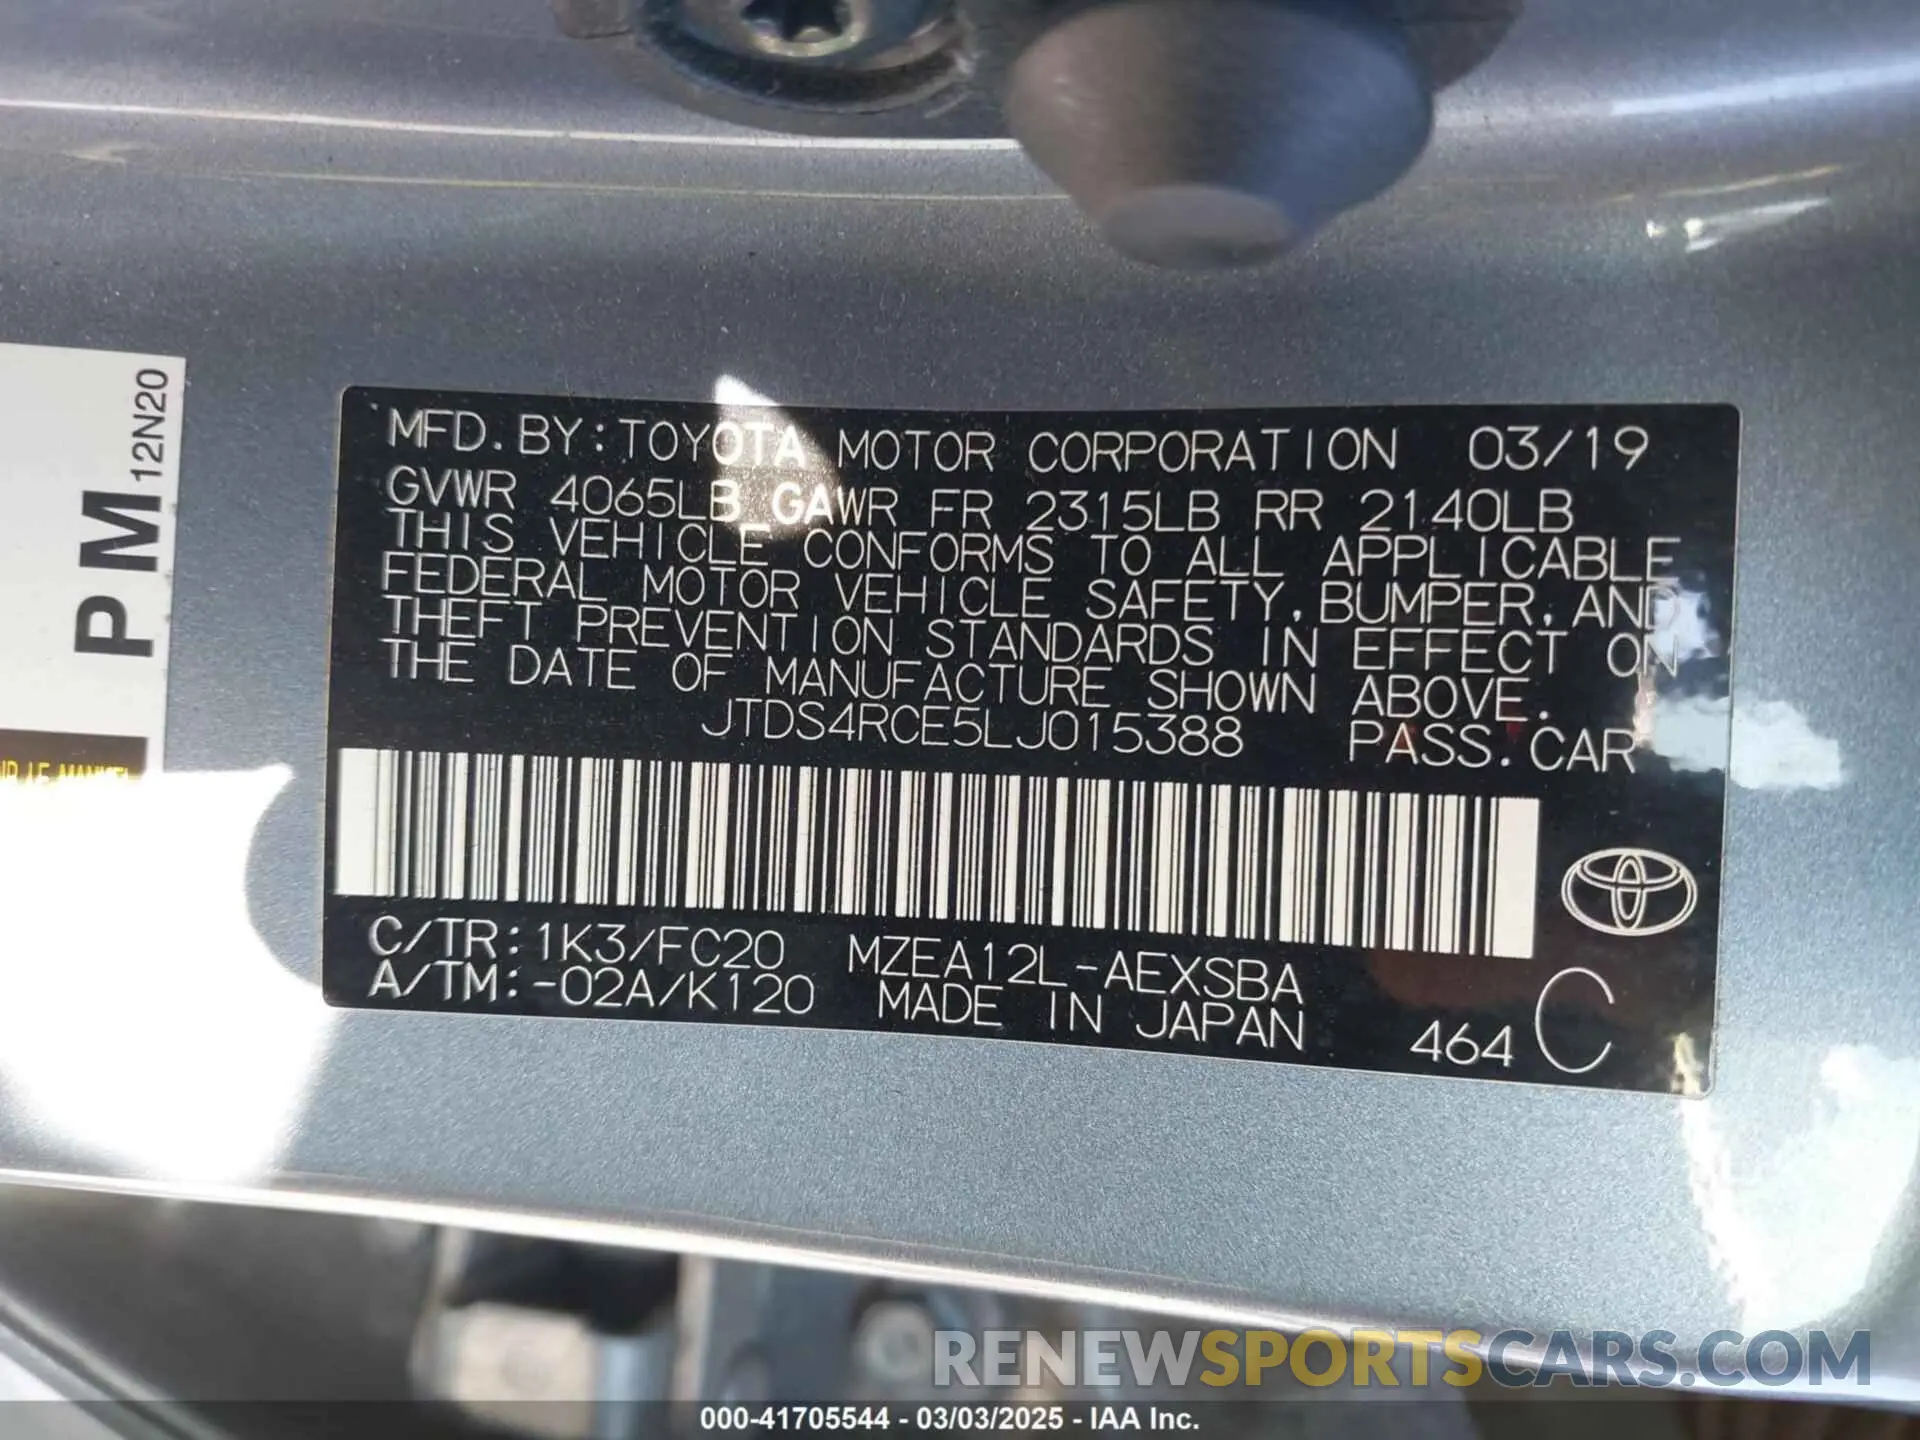 PM 12N20
MFD.BY:TOYOTA MOTOR CORPORATION 03/19
GVWR 4065LB GAWR FR 2315LB RR 2140LB
THIS VEHICLE CONFORMS TO ALL APPLICABLE
FEDERAL MOTOR VEHICLE SAFETY,BUMPER,AND
THEFT PREVENTION STANDARDS IN EFFECT ON
THE DATE OF MANUFACTURE SHOWN ABOVE.
JTDS4RCE5LJ015388 PASS.CAR
C/TR:1K3/FC20 MZEA12L-AEXSBA
A/TM:-02A/K120 MADE IN JAPAN 464 C
RENEWSPORTSCARS.COM
000-41705544 - 03/03/2025 - IAA Inc.